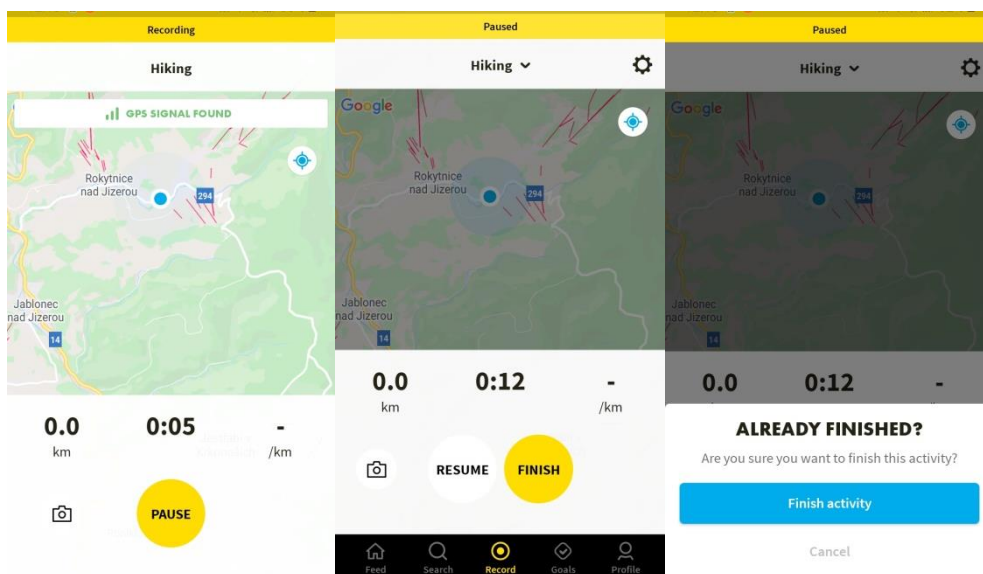 Recording
Hiking
GPS SIGNAL FOUND
Rokytnice
nad Jizerou
294
Jablonec
nad Jizerou
14
0.0
km
0:05
-
/km
PAUSE
Paused
Hiking
Google
Rokytnice
nad Jizerou
294
Jablonec
nad Jizerou
14
0.0
km
0:12
-
/km
RESUME
FINISH
Feed
Search
Record
Goals
Profile
Paused
Hiking
Google
Rokytnice
nad Jizerou
294
Jablonec
nad Jizerou
14
0.0
0:12
-
ALREADY FINISHED?
Are you sure you want to finish this activity?
Finish activity
Cancel